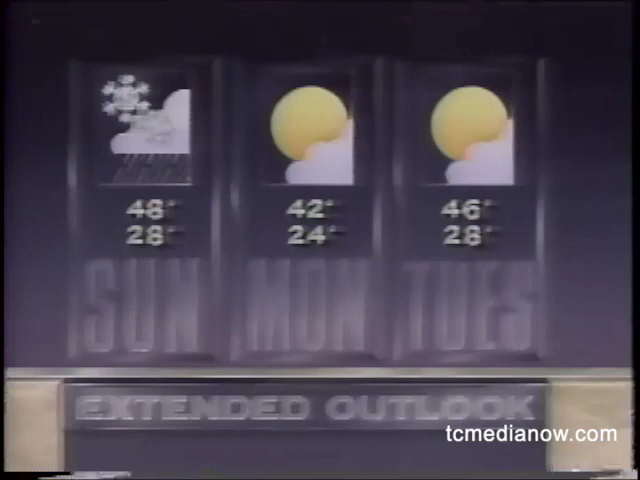 48° 42° 46°
28° 24° 28°
SUN MON TUES
EXTENDED OUTLOOK
tcmedianow.com